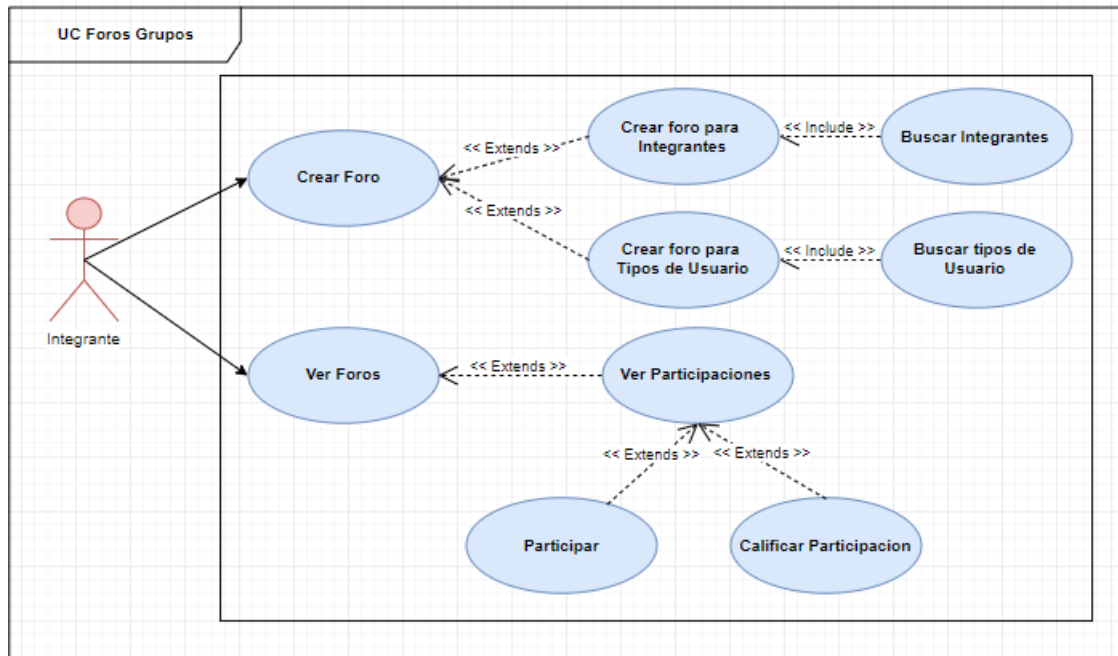 UC Foros Grupos
Crear foro para
Integrantes
<< Include >>
Buscar Integrantes
<< Extends >>
Crear Foro
<< Extends >>
Crear foro para
Tipos de Usuario
<< Include >>
Buscar tipos de
Usuario
Integrante
Ver Foros
<< Extends >>
Ver Participaciones
<< Extends >>
<< Extends >>
Participar
Calificar Participacion